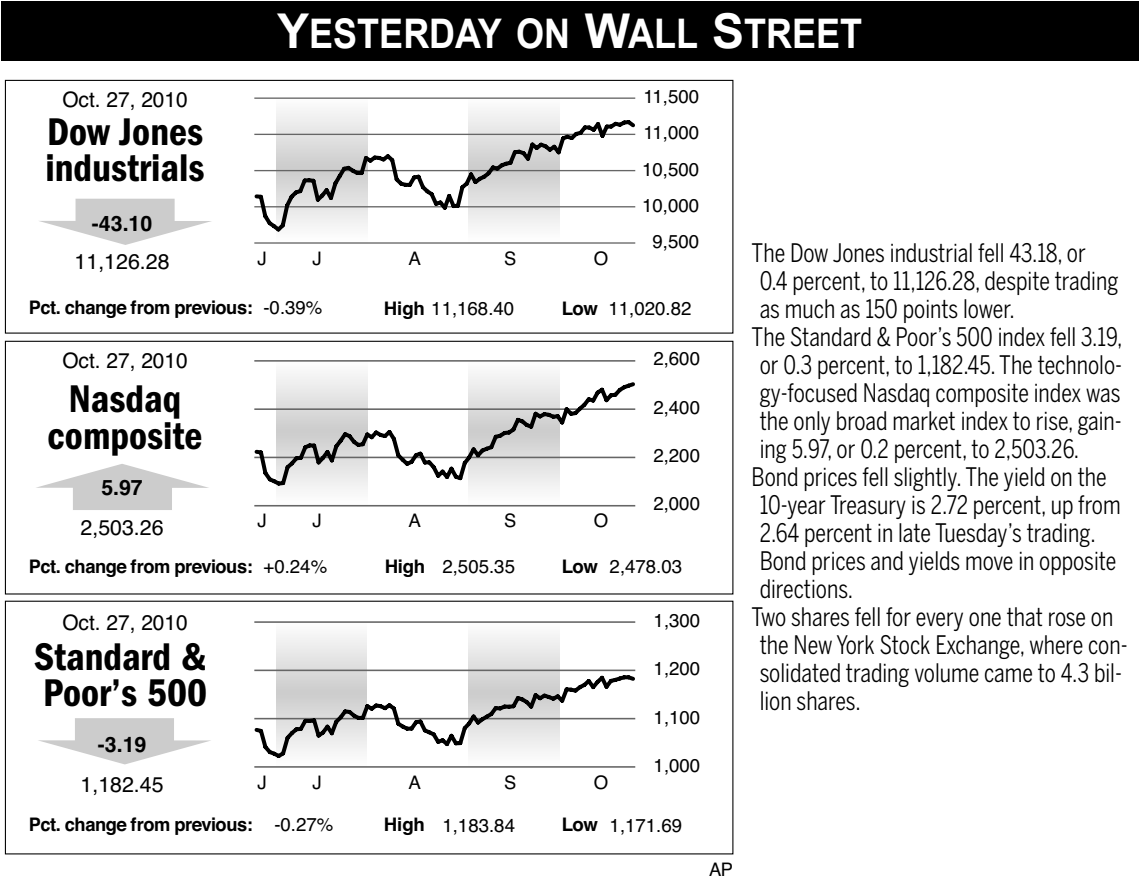 YESTERDAY ON WALL STREET
Oct. 27, 2010
Dow Jones
industrials
-43.10
11,126.28
11,500
11,000
10,500
10,000
9,500
J J A S O
Pct. change from previous: -0.39% High 11,168.40 Low 11,020.82
Oct. 27, 2010
Nasdaq
composite
5.97
2,503.26
2,600
2,400
2,200
2,000
J J A S O
Pct. change from previous: +0.24% High 2,505.35 Low 2,478.03
Oct. 27, 2010
Standard &
Poor's 500
-3.19
1,182.45
1,300
1,200
1,100
1,000
J J A S O
Pct. change from previous: -0.27% High 1,183.84 Low 1,171.69
AP
The Dow Jones industrial fell 43.18, or
0.4 percent, to 11,126.28, despite trading
as much as 150 points lower.
The Standard & Poor's 500 index fell 3.19,
or 0.3 percent, to 1,182.45. The technolo-
gy-focused Nasdaq composite index was
the only broad market index to rise, gain-
ing 5.97, or 0.2 percent, to 2,503.26.
Bond prices fell slightly. The yield on the
10-year Treasury is 2.72 percent, up from
2.64 percent in late Tuesday's trading.
Bond prices and yields move in opposite
directions.
Two shares fell for every one that rose on
the New York Stock Exchange, where con-
solidated trading volume came to 4.3 bil-
lion shares.